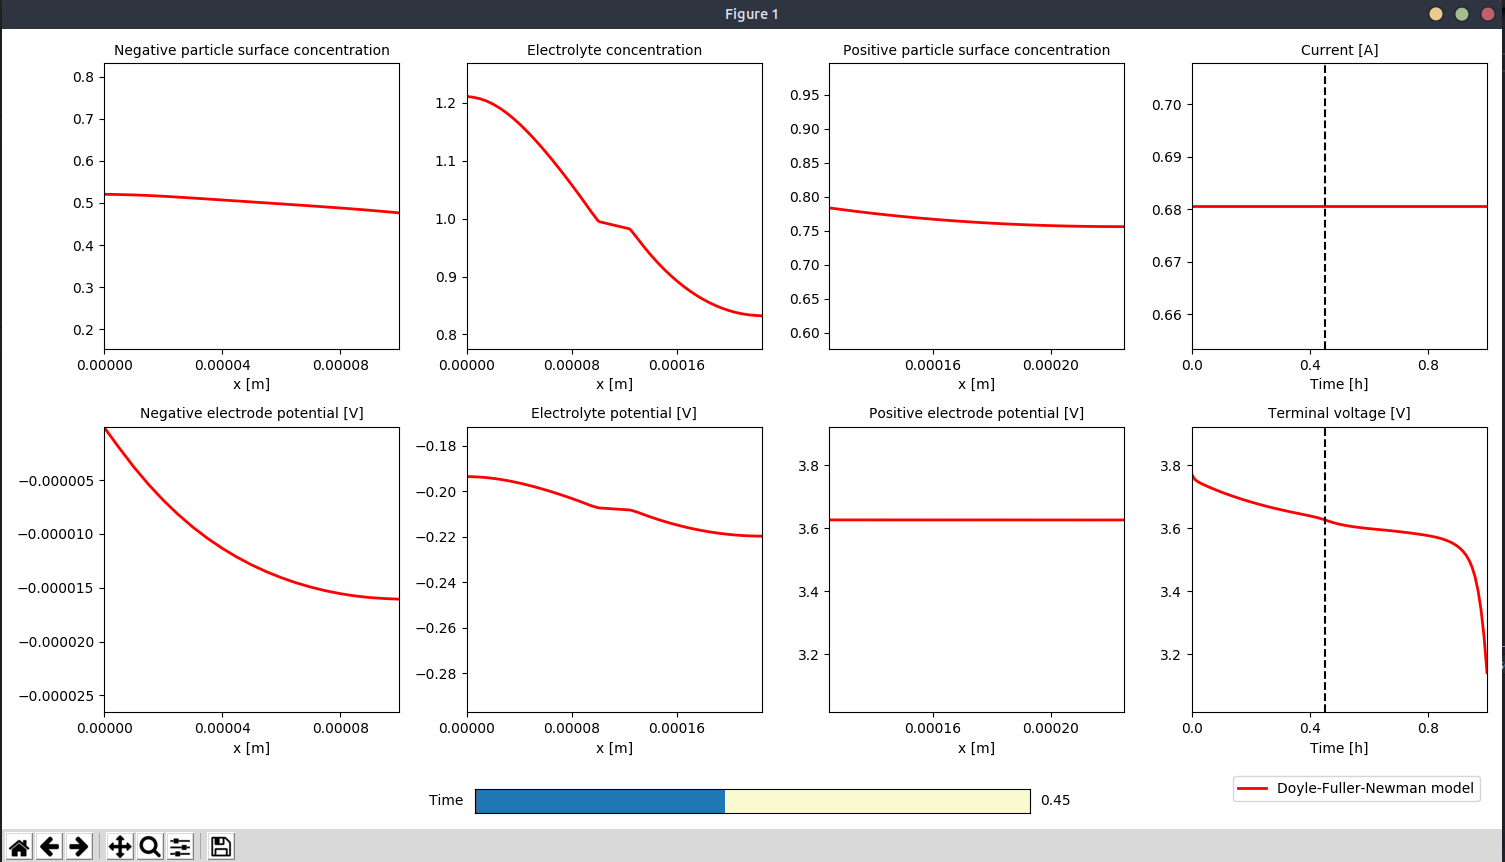 Figure 1
Negative particle surface concentration
0.8
0.7
0.6
0.5
0.4
0.3
0.2
0.00000 0.00004 0.00008
x [m]
Electrolyte concentration
1.2
1.1
1.0
0.9
0.8
0.00000 0.00008 0.00016
x [m]
Positive particle surface concentration
0.95
0.90
0.85
0.80
0.75
0.70
0.65
0.60
0.00016 0.00020
x [m]
Current [A]
0.70
0.69
0.68
0.67
0.66
0.0 0.4 0.8
Time [h]
Negative electrode potential [V]
−0.000005
−0.000010
−0.000015
−0.000020
−0.000025
0.00000 0.00004 0.00008
x [m]
Electrolyte potential [V]
−0.18
−0.20
−0.22
−0.24
−0.26
−0.28
0.00000 0.00008 0.00016
x [m]
Positive electrode potential [V]
3.8
3.6
3.4
3.2
0.00016 0.00020
x [m]
Terminal voltage [V]
3.8
3.6
3.4
3.2
0.0 0.4 0.8
Time [h]
Time 0.45
Doyle-Fuller-Newman model